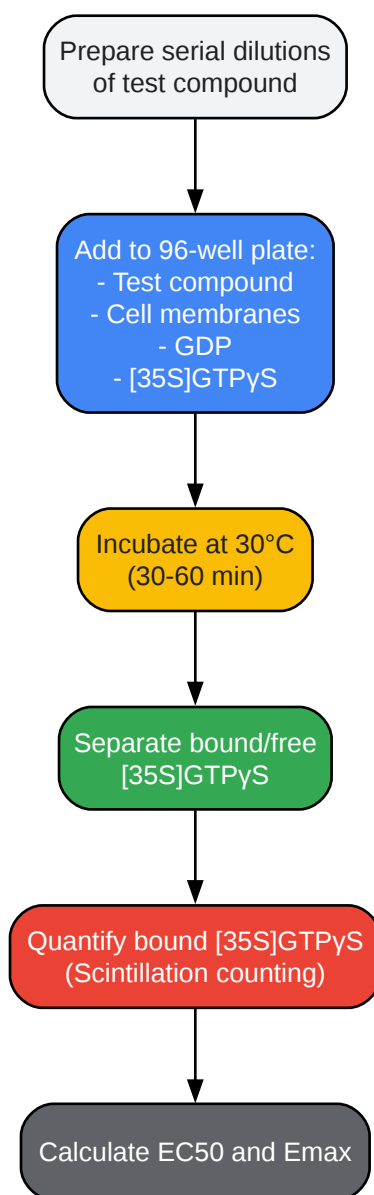 Prepare serial dilutions
of test compound
Add to 96-well plate:
- Test compound
- Cell membranes
- GDP
- [35S]GTPγS
Incubate at 30°C
(30-60 min)
Separate bound/free
[35S]GTPγS
Quantify bound [35S]GTPγS
(Scintillation counting)
Calculate EC50 and Emax